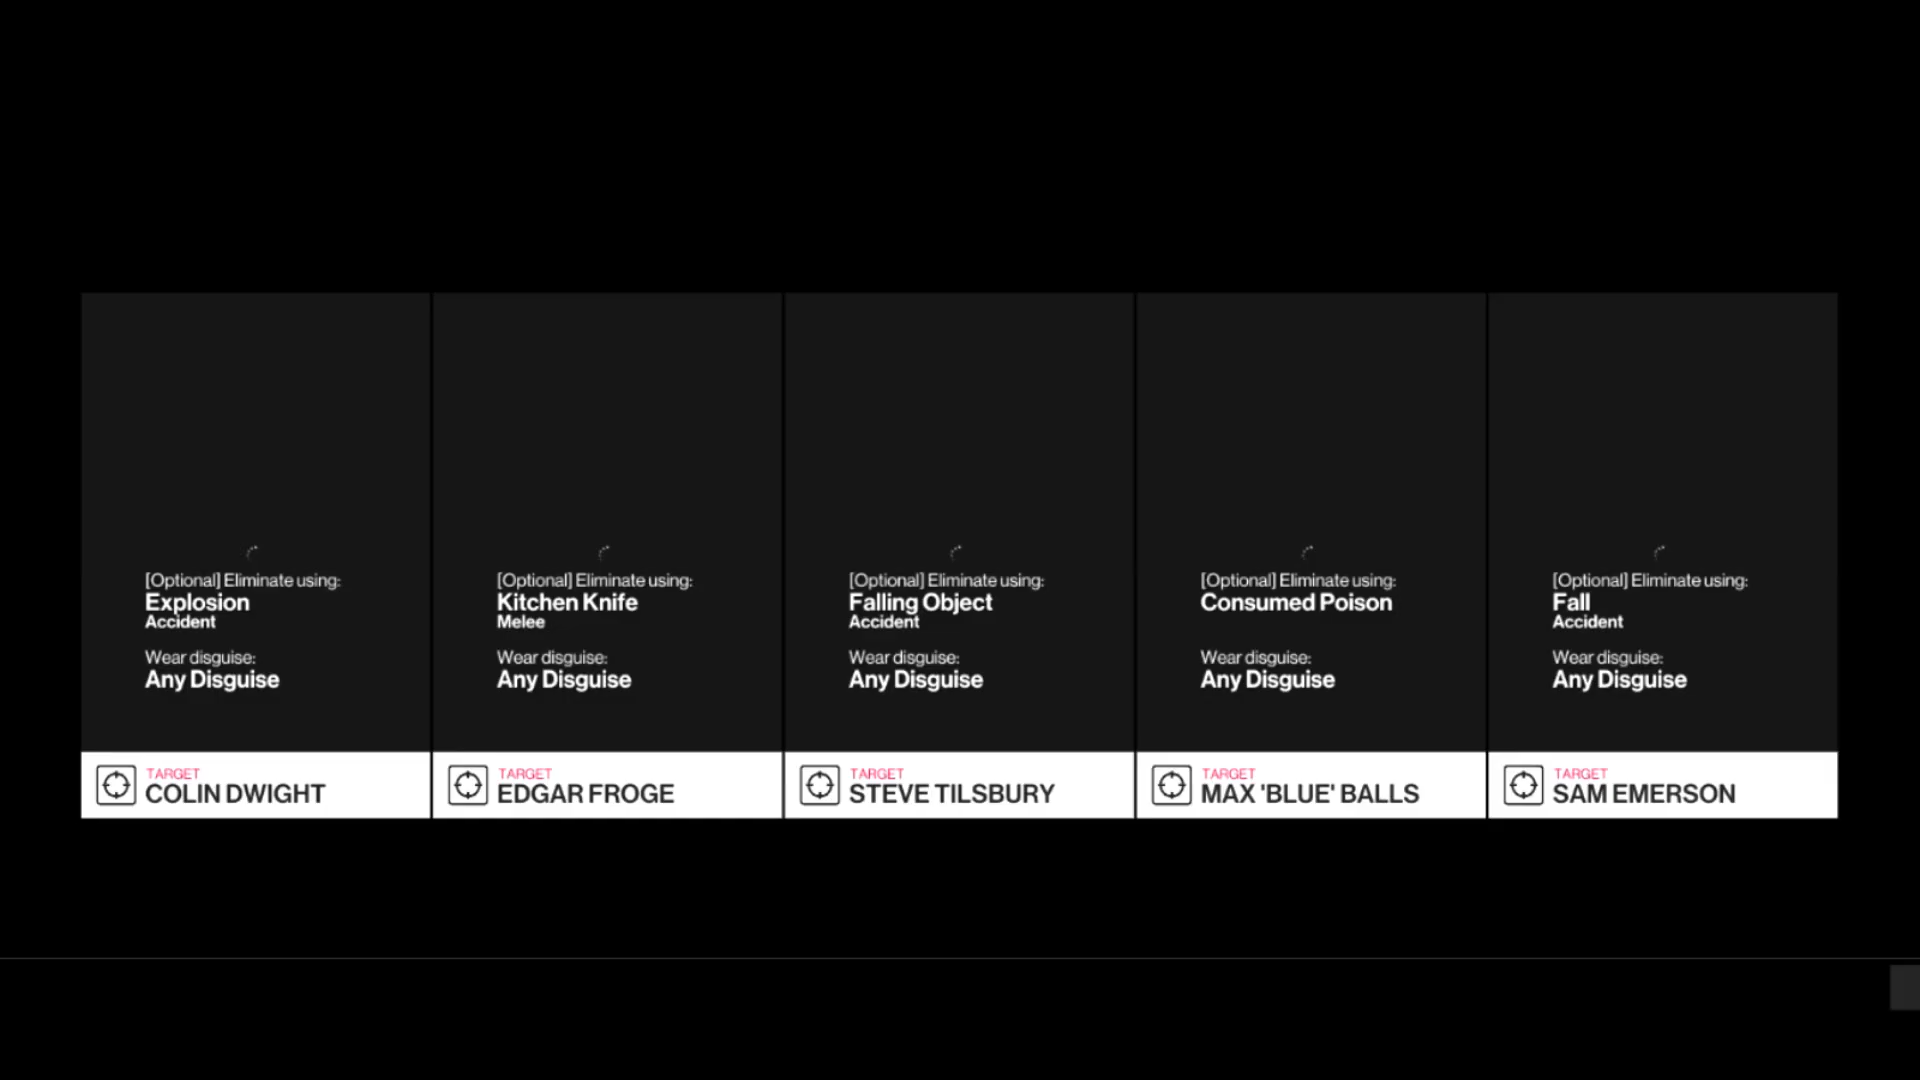 [Optional] Eliminate using:
Explosion
Accident
Wear disguise:
Any Disguise
TARGET
COLIN DWIGHT
[Optional] Eliminate using:
Kitchen Knife
Melee
Wear disguise:
Any Disguise
TARGET
EDGAR FROGE
[Optional] Eliminate using:
Falling Object
Accident
Wear disguise:
Any Disguise
TARGET
STEVE TILSBURY
[Optional] Eliminate using:
Consumed Poison
Wear disguise:
Any Disguise
TARGET
MAX 'BLUE' BALLS
[Optional] Eliminate using:
Fall
Accident
Wear disguise:
Any Disguise
TARGET
SAM EMERSON